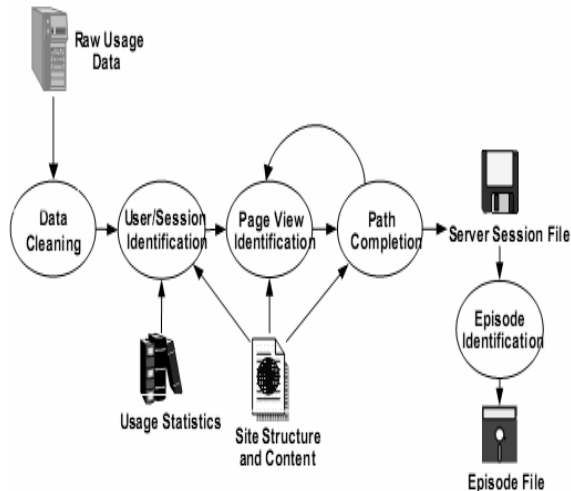 Raw Usage
Data
Data
Cleaning
User/Session
Identification
Page View
Identification
Path
Completion
Server Session File
Episode
Identification
Usage Statistics
Site Structure
and Content
Episode File